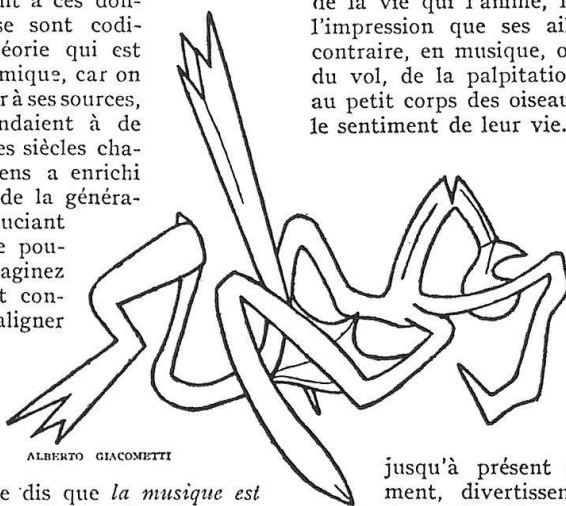 nt à ces don-
se sont codi-
éorie qui est
mique, car on
r à ses sources,
ndaient à de
es siècles cha-
ens a enrichi
de la généra-
uciant
e pou-
aginez
t con-
aligner
ALBERTO GIACOMETTI
e dis que la musique est
de la vie qui l'anime, l
l'impression que ses ail
contraire, en musique, o
du vol, de la palpitatio
au petit corps des oiseau
le sentiment de leur vie.
jusqu'à présent
ment, divertissem